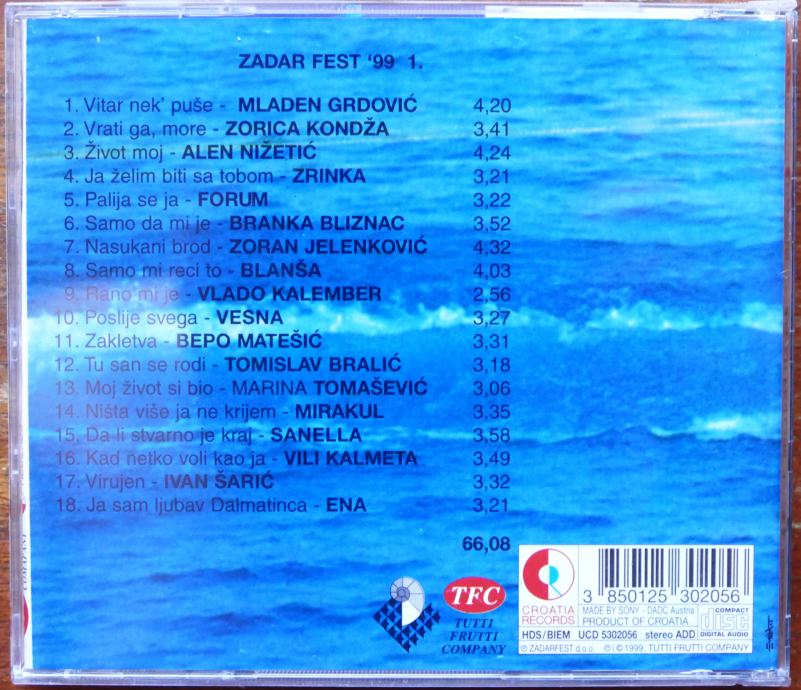 ZADAR FEST '99 1.
1. Vitar nek' puše - MLADEN GRDOVIĆ 4,20
2. Vrati ga, more - ZORICA KONDŽA 3,41
3. Život moj - ALEN NIŽETIĆ 4,24
4. Ja želim biti sa tobom - ZRINKA 3,21
5. Palija se ja - FORUM 3,22
6. Samo da mi je - BRANKA BLIZNAC 3,52
7. Nasukani brod - ZORAN JELENKOVIĆ 4,32
8. Samo mi reci to - BLANŠA 4,03
9. Rano mi je - VLADO KALEMBER 2,56
10. Poslije svega - VESNA 3,27
11. Zakletva - BEPO MATEŠIĆ 3,31
12. Tu san se rodi - TOMISLAV BRALIĆ 3,18
13. Moj život si bio - MARINA TOMAŠEVIĆ 3,06
14. Ništa više ja ne krijem - MIRAKUL 3,35
15. Da li stvarno je kraj - SANELLA 3,58
16. Kad netko voli kao ja - VILI KALMETA 3,49
17. Virujen - IVAN ŠARIĆ 3,32
18. Ja sam ljubav Dalmatinca - ENA 3,21
66,08
COMPANY
TFC
TUTTI
FRUTTI
COMPANY
CROATIA
RECORDS
3 850125 302056
MADE BY SONY - DADC Austria
PRODUCT OF CROATIA
COMPACT
disc
DIGITAL AUDIO
HDS/BIEM UCD 5302056 stereo ADD
℗ ZADARFEST d.o.o. ℗ i © 1999. TUTTI FRUTTI COMPANY